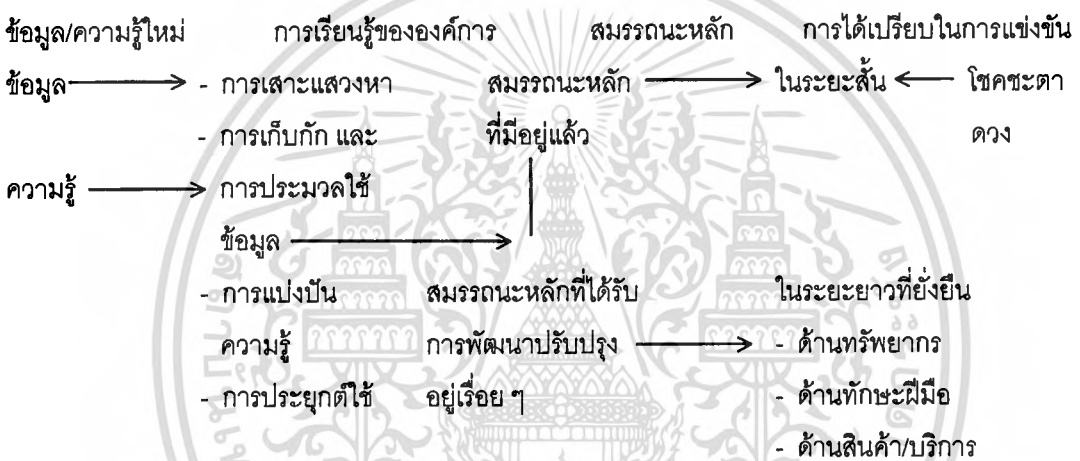 ข้อมูล/ความรู้ใหม่ การเรียนรู้ขององค์การ สมรรถนะหลัก การได้เปรียบในการแข่งขัน
ข้อมูล - การเสาะแสวงหา สมรรถนะหลัก ในระยะสั้น โชคชะตา
- การเก็บกัก และ ที่มีอยู่แล้ว ดวง
ความรู้ การประมวลใช้
ข้อมูล
- การแบ่งปัน สมรรถนะหลักที่ได้รับ ในระยะยาวที่ยั่งยืน
ความรู้ การพัฒนาปรับปรุง - ด้านทรัพยากร
- การประยุกต์ใช้ อยู่เรื่อย ๆ - ด้านทักษะฝีมือ
- ด้านสินค้า/บริการ